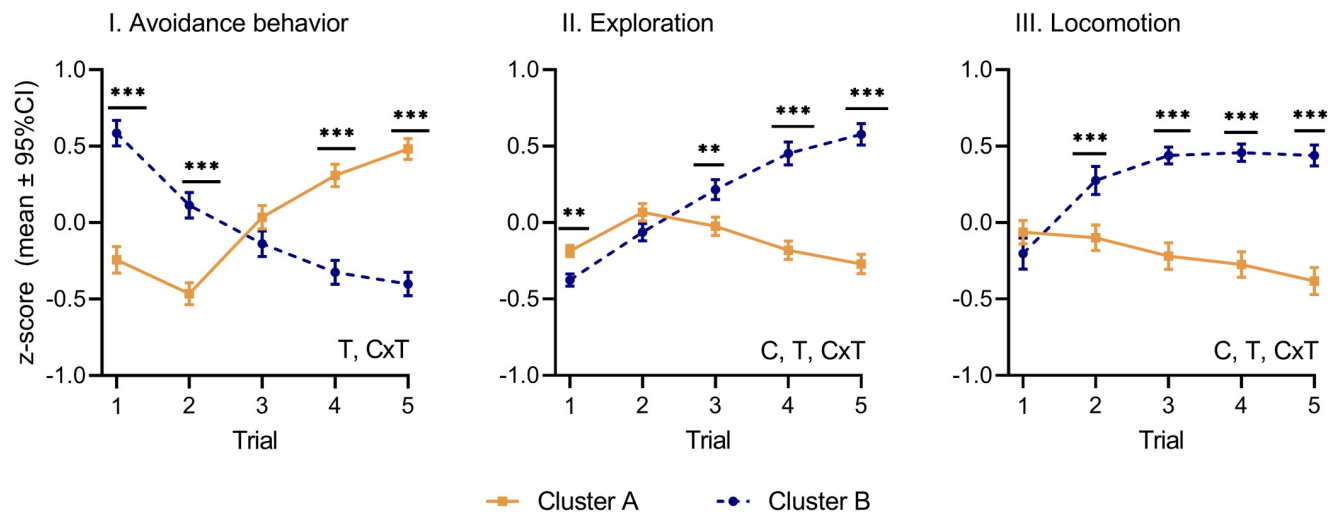 I. Avoidance behavior
II. Exploration
III. Locomotion
z-score (mean ± 95%CI)
1.0
0.5
0.0
-0.5
-1.0
*** *** *** ***
T, CxT
1 2 3 4 5
Trial
1.0
0.5
0.0
-0.5
-1.0
** ** *** ***
C, T, CxT
1 2 3 4 5
Trial
1.0
0.5
0.0
-0.5
-1.0
*** *** *** ***
C, T, CxT
1 2 3 4 5
Trial
Cluster A Cluster B